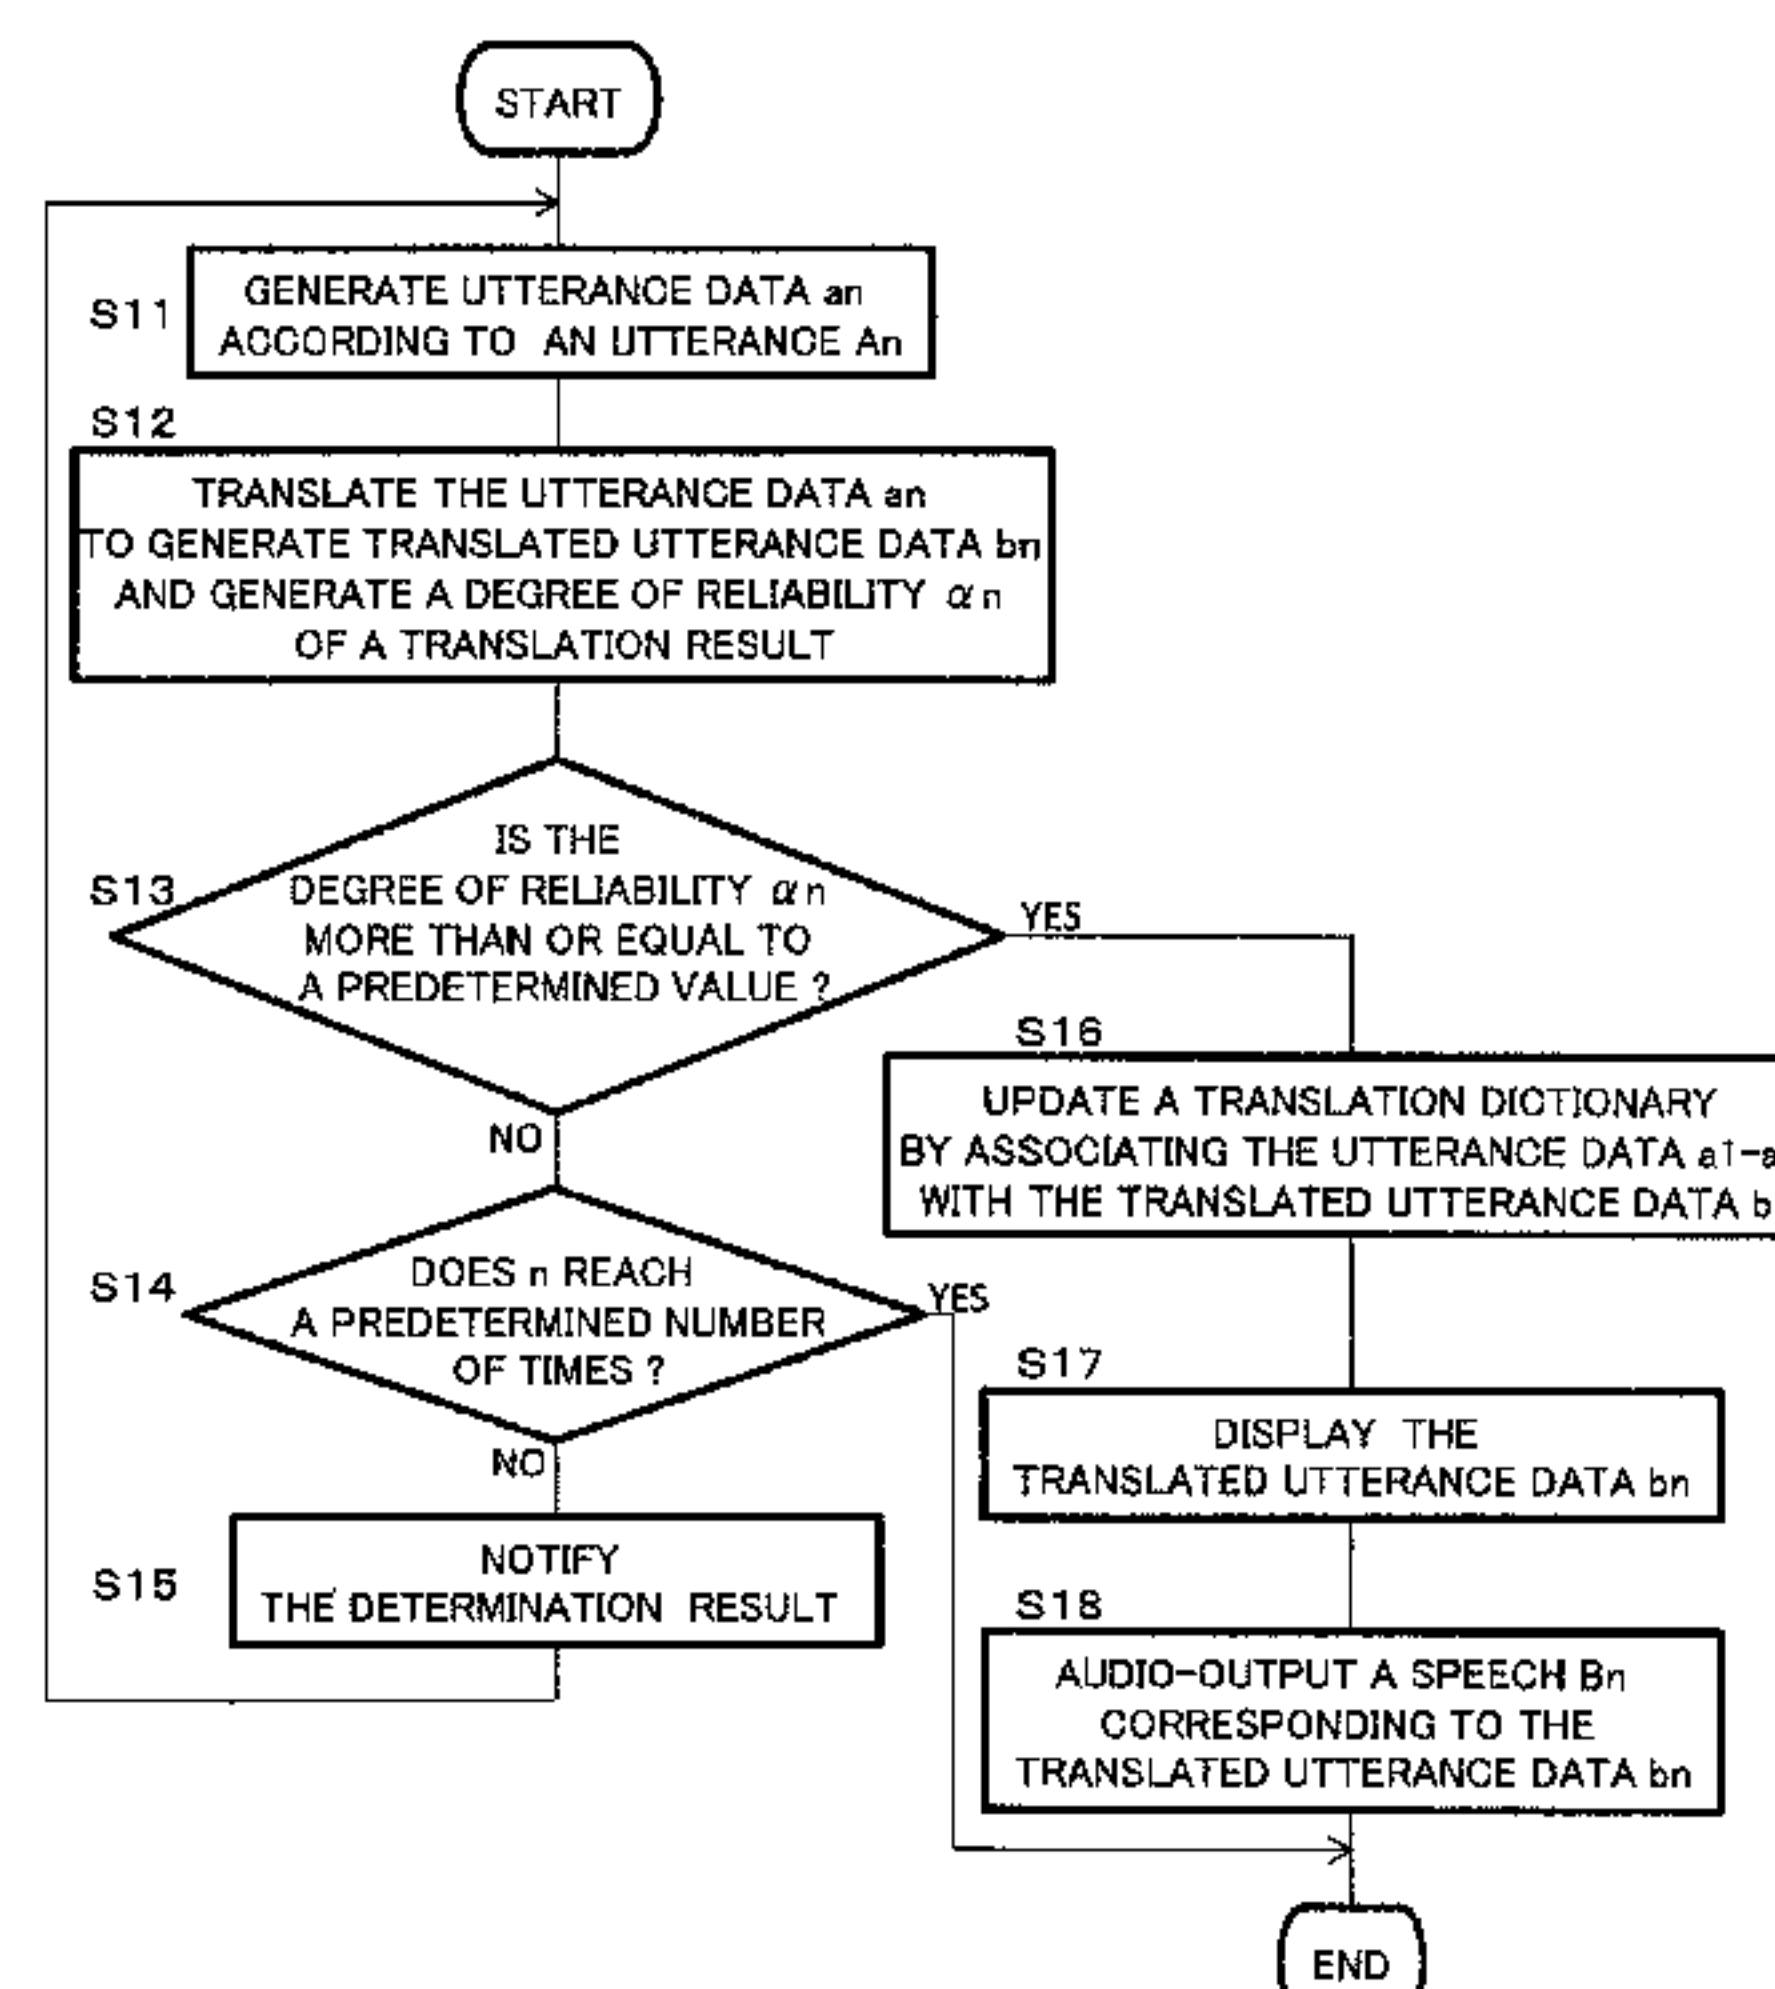 START
S11
GENERATE UTTERANCE DATA an
ACCORDING TO AN UTTERANCE An
S12
TRANSLATE THE UTTERANCE DATA an
TO GENERATE TRANSLATED UTTERANCE DATA bn
AND GENERATE A DEGREE OF RELIABILITY αn
OF A TRANSLATION RESULT
S13
IS THE
DEGREE OF RELIABILITY αn
MORE THAN OR EQUAL TO
A PREDETERMINED VALUE ?
YES
NO
S14
DOES n REACH
A PREDETERMINED NUMBER
OF TIMES ?
YES
NO
S15
NOTIFY
THE DETERMINATION RESULT
S16
UPDATE A TRANSLATION DICTIONARY
BY ASSOCIATING THE UTTERANCE DATA a1-a
WITH THE TRANSLATED UTTERANCE DATA b
S17
DISPLAY THE
TRANSLATED UTTERANCE DATA bn
S18
AUDIO-OUTPUT A SPEECH Bn
CORRESPONDING TO THE
TRANSLATED UTTERANCE DATA bn
END